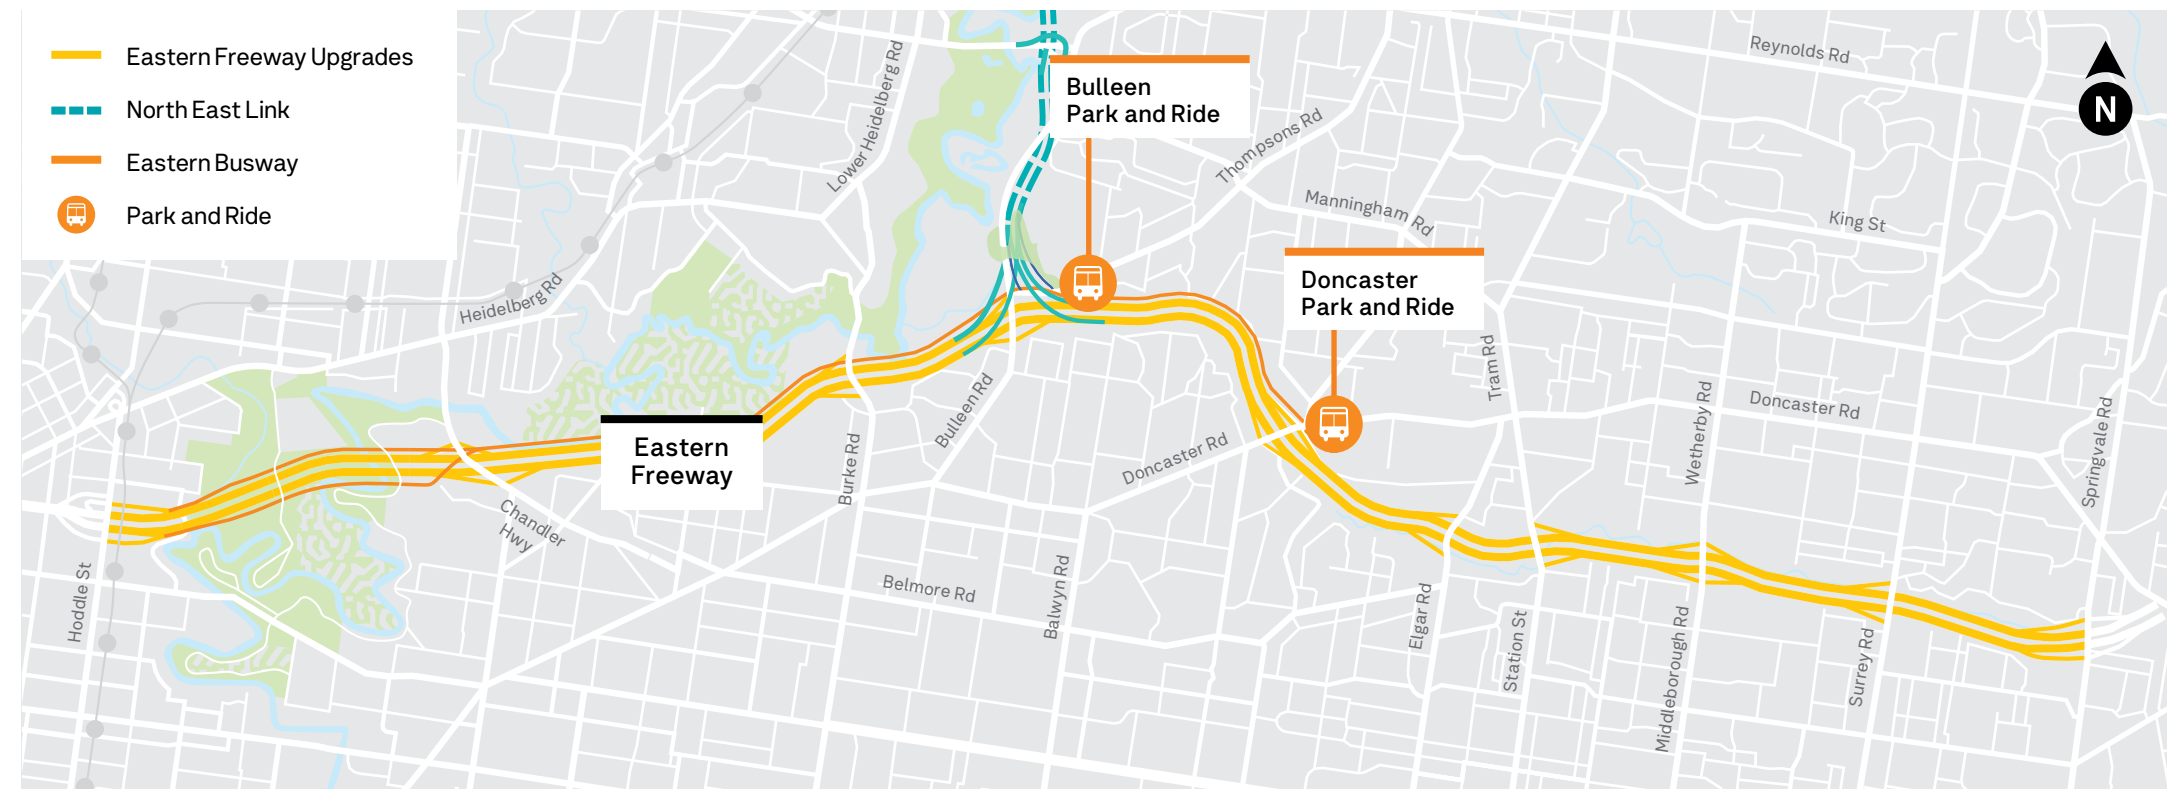 Eastern Freeway Upgrades
North East Link
Eastern Busway
Park and Ride
Bulleen
Park and Ride
Doncaster
Park and Ride
Eastern
Freeway
N
Reynolds Rd
Lower Heidelberg Rd
Thompsons Rd
Manningham Rd
King St
Heidelberg Rd
Tram Rd
Bulleen Rd
Doncaster Rd
Wetherby Rd
Doncaster Rd
Springvale Rd
Burke Rd
Chandler
Hwy
Hoddle St
Belmore Rd
Balwyn Rd
Elgar Rd
Station St
Middleborough Rd
Surrey Rd